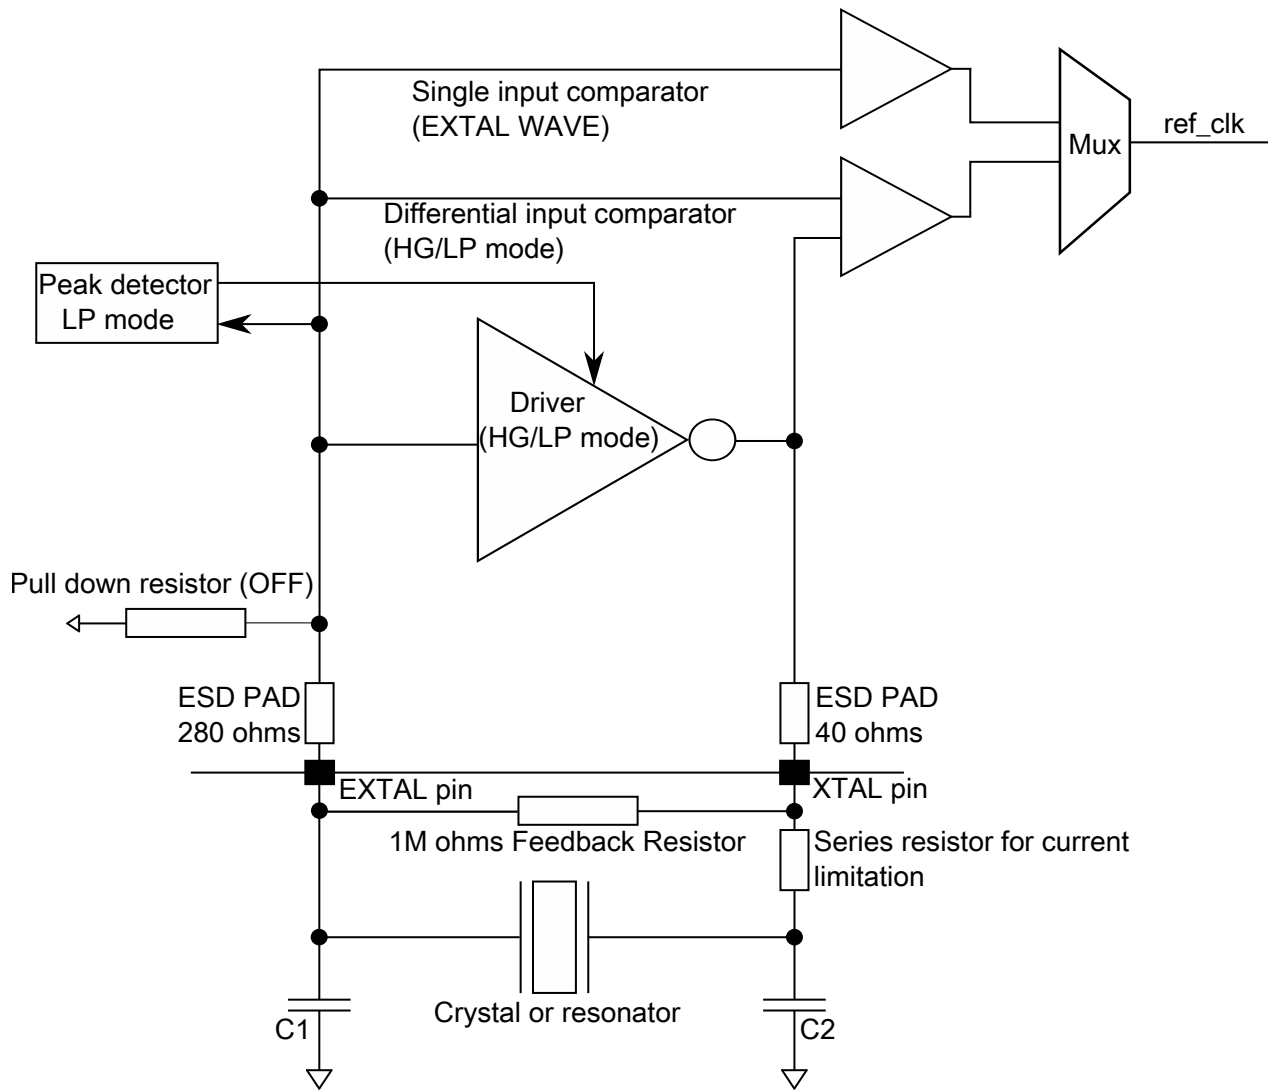 Single input comparator
(EXTAL WAVE)
ref_clk
Mux
Differential input comparator
(HG/LP mode)
Peak detector
LP mode
Driver
(HG/LP mode)
Pull down resistor (OFF)
ESD PAD
280 ohms
ESD PAD
40 ohms
EXTAL pin
XTAL pin
1M ohms Feedback Resistor
Series resistor for current
limitation
Crystal or resonator
C1
C2